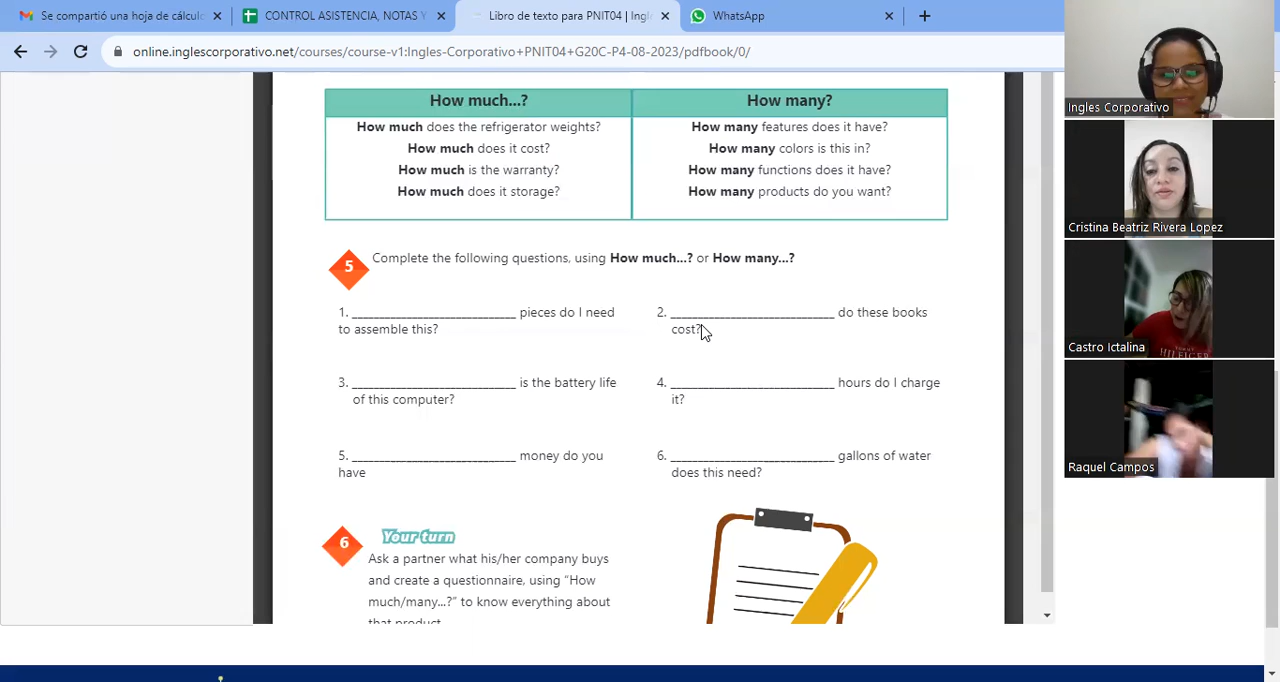 Se compartió una hoja de cálcul
CONTROL ASISTENCIA, NOTAS Y
Libro de texto para PNIT04 | Ingl
WhatsApp
online.inglescorporativo.net/courses/course-v1:Ingles-Corporativo+PNIT04+G20C-P4-08-2023/pdfbook/0/
How much...?
How many?
How much does the refrigerator weights?
How many features does it have?
How much does it cost?
How many colors is this in?
How much is the warranty?
How many functions does it have?
How much does it storage?
How many products do you want?
5
Complete the following questions, using How much...? or How many...?
1. ____________________________ pieces do I need
to assemble this?
2. ____________________________ do these books
cost?
3. ____________________________ is the battery life
of this computer?
4. ____________________________ hours do I charge
it?
5. ____________________________ money do you
have
6. ____________________________ gallons of water
does this need?
6
Your turn
Ask a partner what his/her company buys
and create a questionnaire, using "How
much/many...?" to know everything about
that product
Ingles Corporativo
Cristina Beatriz Rivera Lopez
Castro Ictalina
Raquel Campos